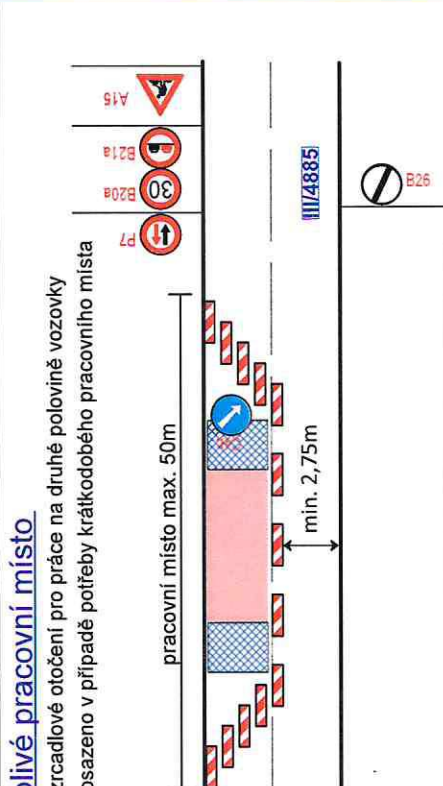 olivé pracovní místo
zrcadlové otočení pro práce na druhé polovině vozovky
osazeno v případě potřeby krátkodobého pracovního místa
pracovní místo max. 50m
P7
B20a
B21a
A15
30
III/4885
min. 2,75m
B26